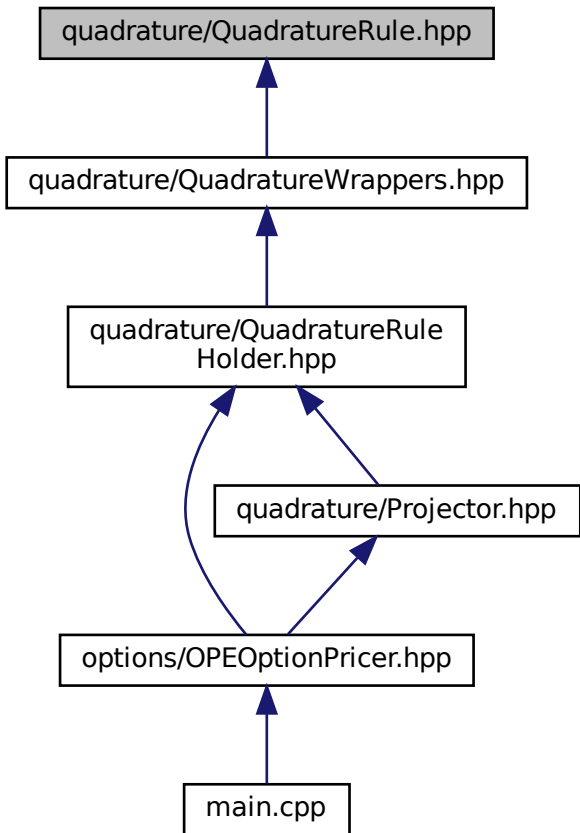 quadrature/QuadratureRule.hpp
quadrature/QuadratureWrappers.hpp
quadrature/QuadratureRule
Holder.hpp
quadrature/Projector.hpp
options/OPEOptionPricer.hpp
main.cpp